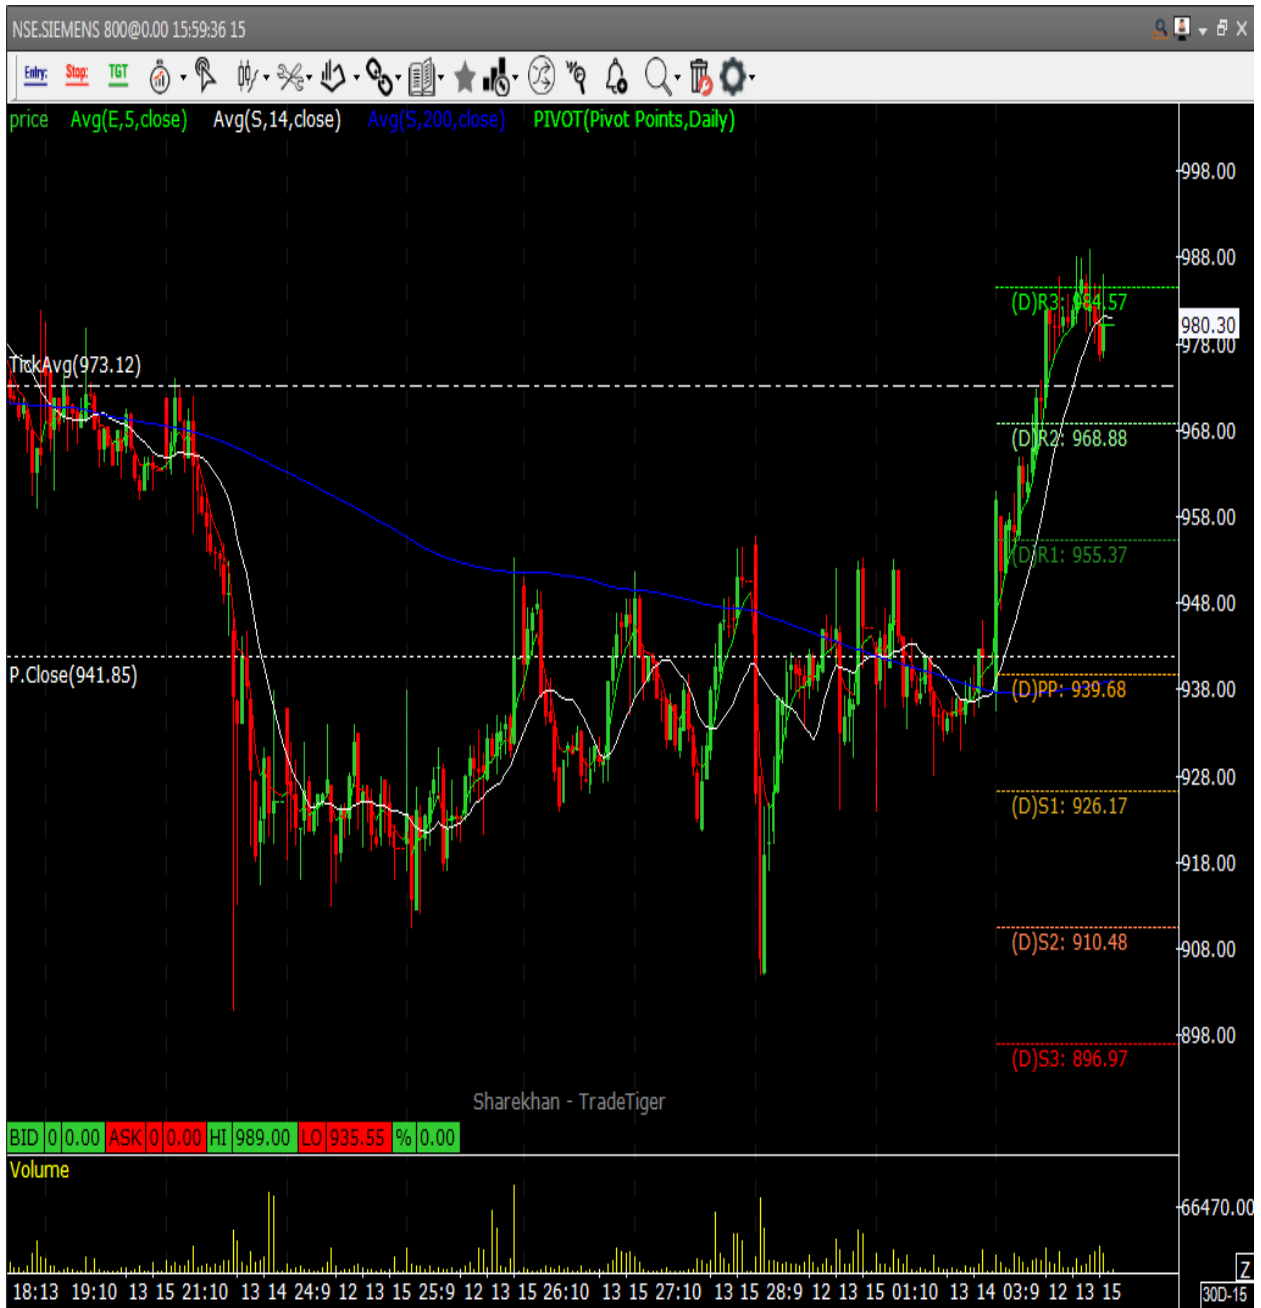 NSE.SIEMENS 800@0.00 15:59:36 15
Entry: Stop: TGT
price Avg(E,5,close) Avg(S,14,close) Avg(S,200,close) PIVOT(Pivot Points,Daily)
998.00
988.00
(D)R3: 984.57
980.30
978.00
TickAvg(973.12)
968.00
(D)R2: 968.88
958.00
(D)R1: 955.37
948.00
P.Close(941.85)
938.00
(D)PP: 939.68
928.00
(D)S1: 926.17
918.00
(D)S2: 910.48
908.00
898.00
(D)S3: 896.97
Sharekhan - TradeTiger
BID 0 0.00 ASK 0 0.00 HI 989.00 LO 935.55 % 0.00
Volume
66470.00
Z
18:13 19:10 13 15 21:10 13 14 24:9 12 13 15 25:9 12 13 15 26:10 13 15 27:10 13 15 28:9 12 13 15 01:10 13 14 03:9 12 13 15
30D-15